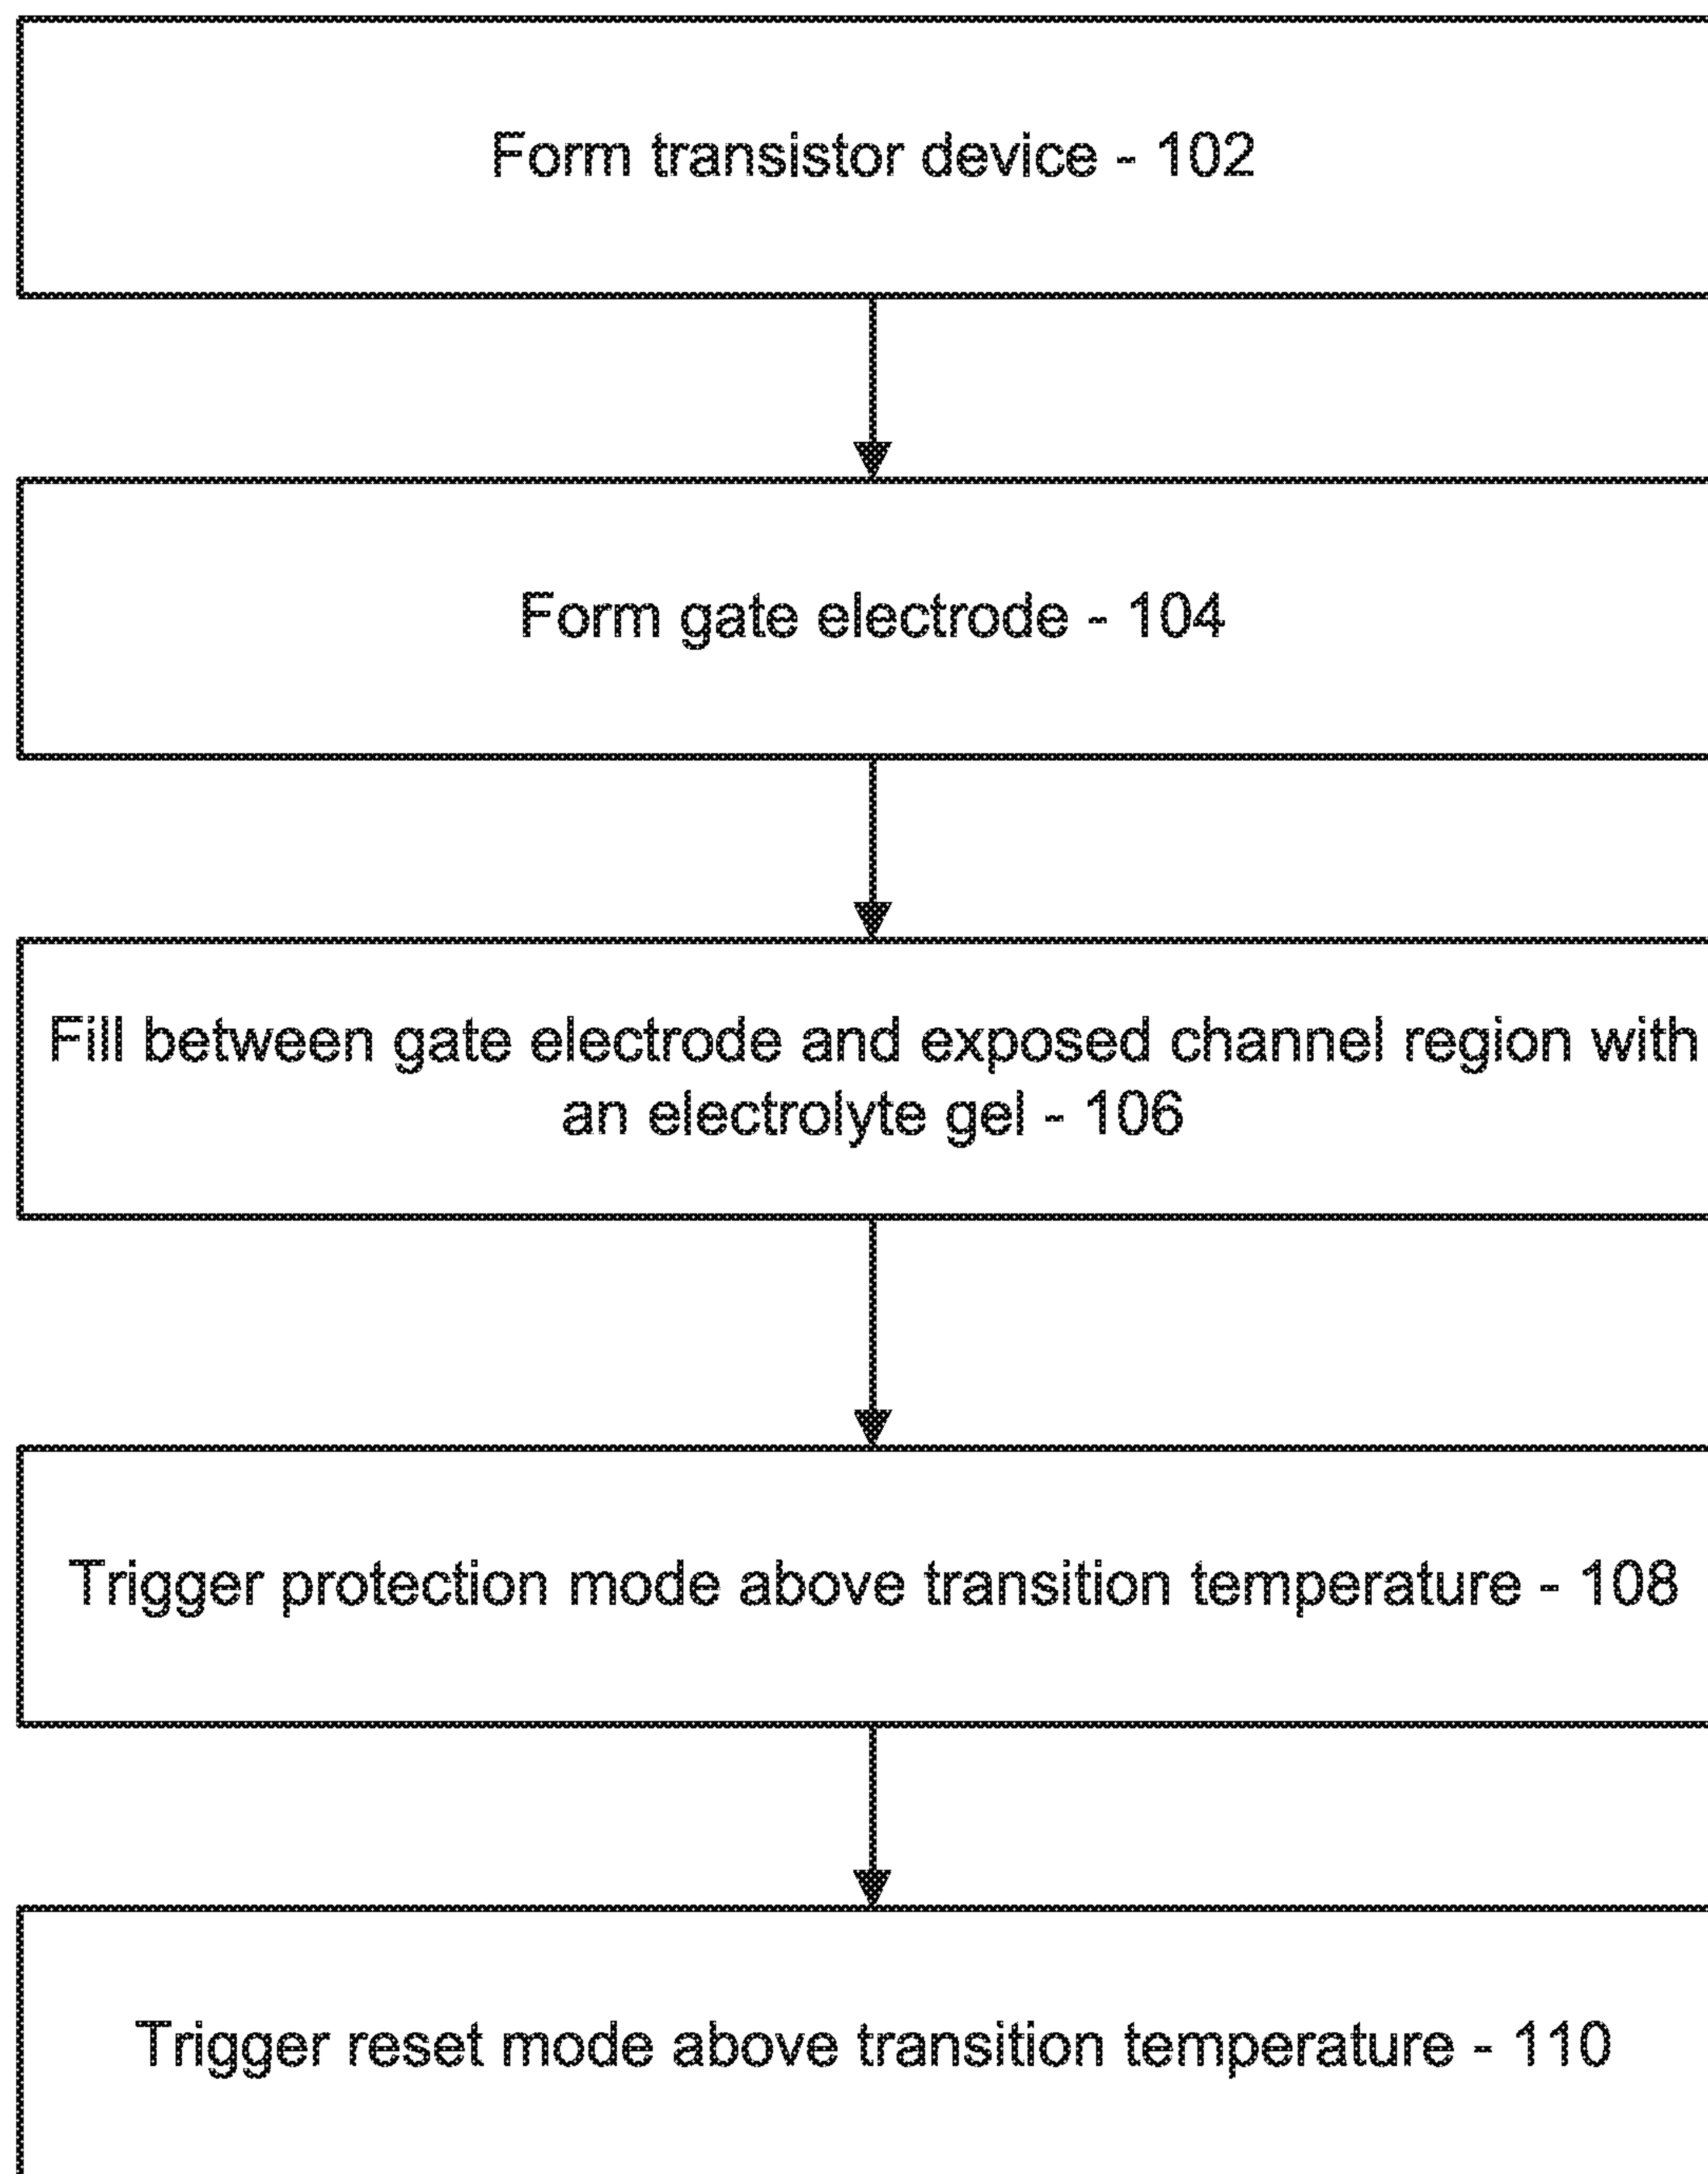 Form transistor device - 102
Form gate electrode - 104
Fill between gate electrode and exposed channel region with
an electrolyte gel - 106
Trigger protection mode above transition temperature - 108
Trigger reset mode above transition temperature - 110